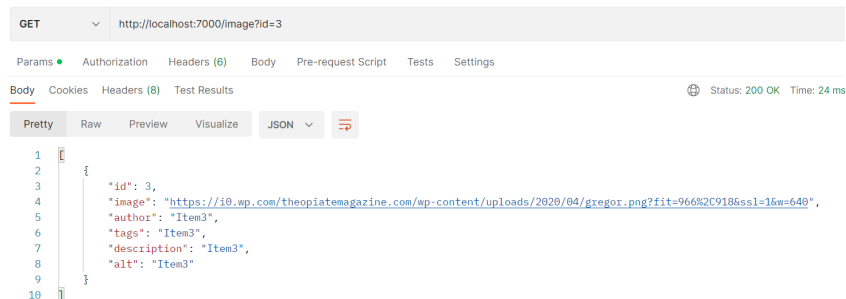 GET http://localhost:7000/image?id=3
Params Authorization Headers (6) Body Pre-request Script Tests Settings
Body Cookies Headers (8) Test Results Status: 200 OK Time: 24 ms
Pretty Raw Preview Visualize JSON
1 [
2 {
3 "id": 3,
4 "image": "https://i0.wp.com/theopiatemagazine.com/wp-content/uploads/2020/04/gregor.png?fit=966%2C918&ssl=1&w=640",
5 "author": "Item3",
6 "tags": "Item3",
7 "description": "Item3",
8 "alt": "Item3"
9 }
10 ]